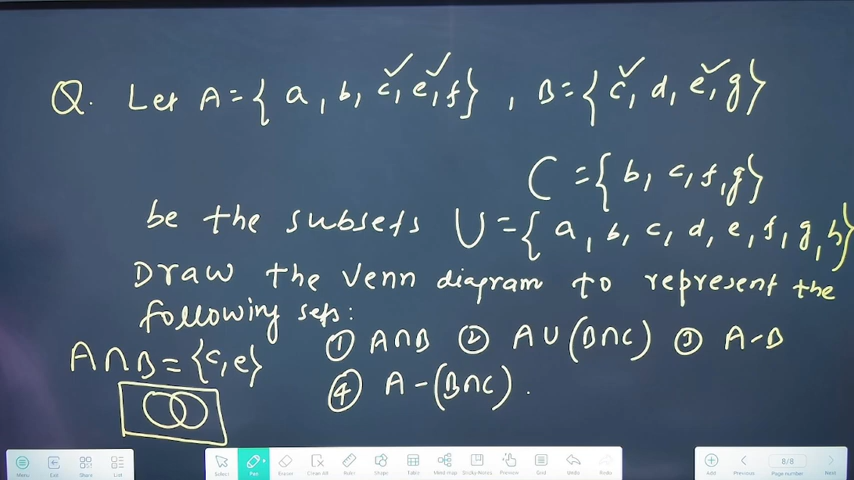 Q. Let A = { a, b, c, e, f} , B = { c, d, e, g}
C = { b, c, f, g}
be the subsets U = { a, b, c, d, e, f, g, h}
Draw the Venn diagram to represent the
following sets:
① A∩B ② A∪(B∩C) ③ A-B
A∩B = {c, e}
④ A-(B∩C) .
Menu Exit Share List Select Pen Eraser Clean All Ruler Shape Table Mind map Sticky Notes Preview Grid Undo Redo Add Previous 8/8 Page number Next